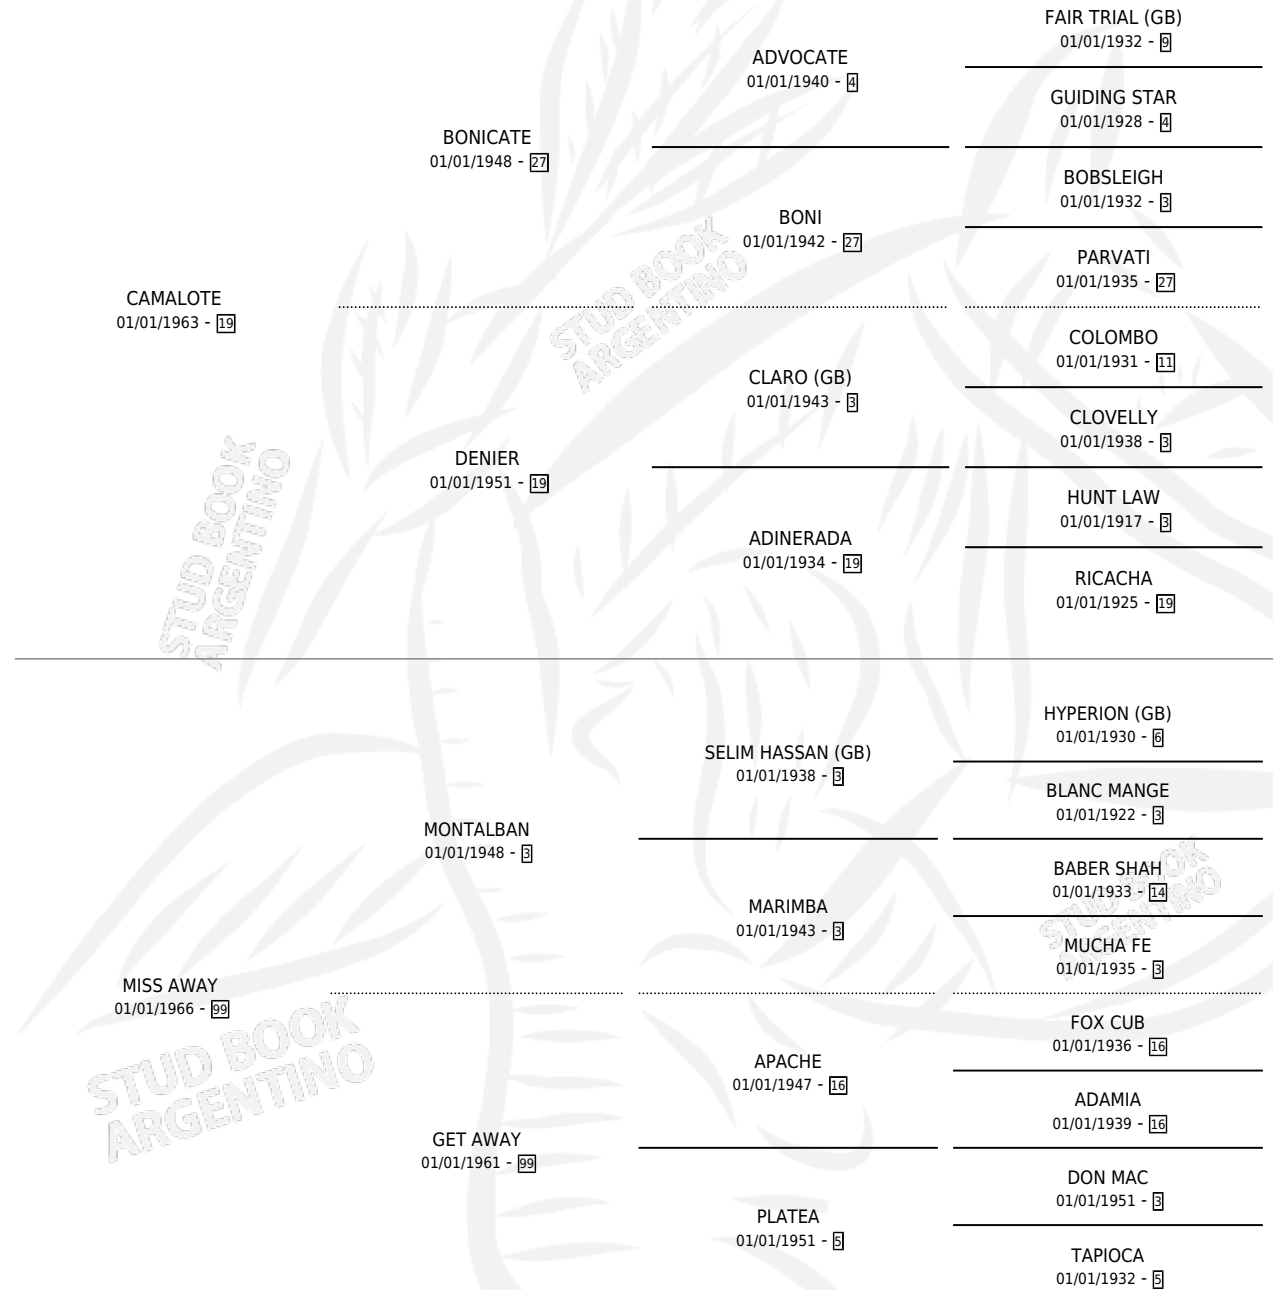 FAIR TRIAL (GB)
01/01/1932 - 9
ADVOCATE
01/01/1940 - 4
GUIDING STAR
01/01/1928 - 4
BONICATE
01/01/1948 - 27
BOBSLEIGH
01/01/1932 - 3
BONI
01/01/1942 - 27
PARVATI
01/01/1935 - 27
CAMALOTE
01/01/1963 - 19
COLOMBO
01/01/1931 - 11
CLARO (GB)
01/01/1943 - 3
CLOVELLY
01/01/1938 - 3
DENIER
01/01/1951 - 19
HUNT LAW
01/01/1917 - 3
ADINERADA
01/01/1934 - 19
RICACHA
01/01/1925 - 19
HYPERION (GB)
01/01/1930 - 6
SELIM HASSAN (GB)
01/01/1938 - 3
BLANC MANGE
01/01/1922 - 3
MONTALBAN
01/01/1948 - 3
BABER SHAH
01/01/1933 - 14
MARIMBA
01/01/1943 - 3
MUCHA FE
01/01/1935 - 3
MISS AWAY
01/01/1966 - 99
FOX CUB
01/01/1936 - 16
APACHE
01/01/1947 - 16
ADAMIA
01/01/1939 - 16
GET AWAY
01/01/1961 - 99
DON MAC
01/01/1951 - 3
PLATEA
01/01/1951 - 5
TAPIOCA
01/01/1932 - 5
STUD BOOK
ARGENTINO
STUD BOOK
ARGENTINO
STUD BOOK
ARGENTINO
STUD BOOK
ARGENTINO